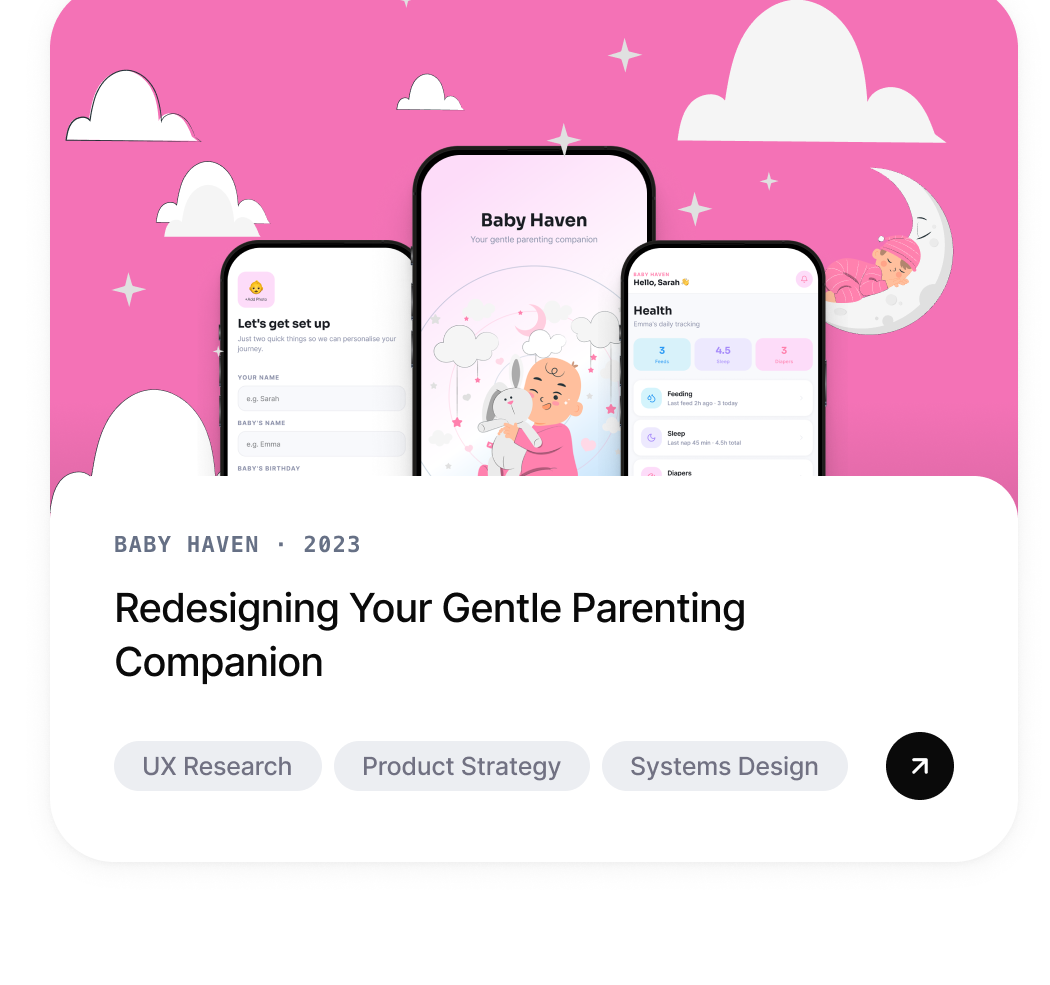 Baby Haven
Your gentle parenting companion
+Add Photo
Let's get set up
Just two quick things so we can personalise your
journey.
YOUR NAME
e.g. Sarah
BABY'S NAME
e.g. Emma
BABY'S BIRTHDAY
BABY HAVEN
Hello, Sarah 👋
Health
Emma's daily tracking
3
Feeds
4.5
Sleep
3
Diapers
Feeding
Last feed 2h ago · 3 today
Sleep
Last nap 45 min · 4.5h total
Diapers
BABY HAVEN · 2023
Redesigning Your Gentle Parenting
Companion
UX Research
Product Strategy
Systems Design